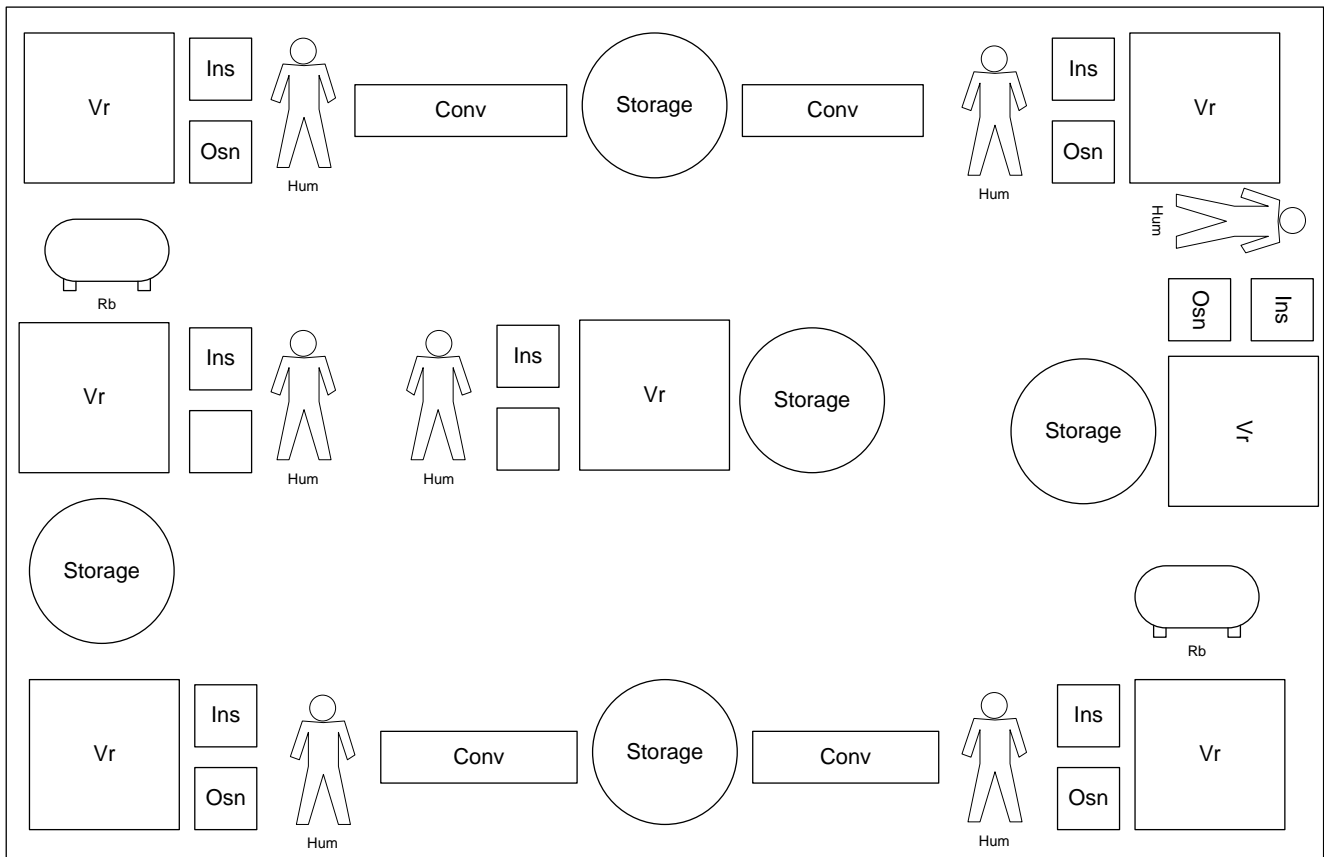 Vr
Ins
Osn
Hum
Conv
Storage
Conv
Hum
Ins
Osn
Vr
Hum
Rb
Osn
Ins
Vr
Ins
Hum
Hum
Ins
Vr
Storage
Storage
Vr
Storage
Rb
Vr
Ins
Osn
Hum
Conv
Storage
Conv
Hum
Ins
Osn
Vr